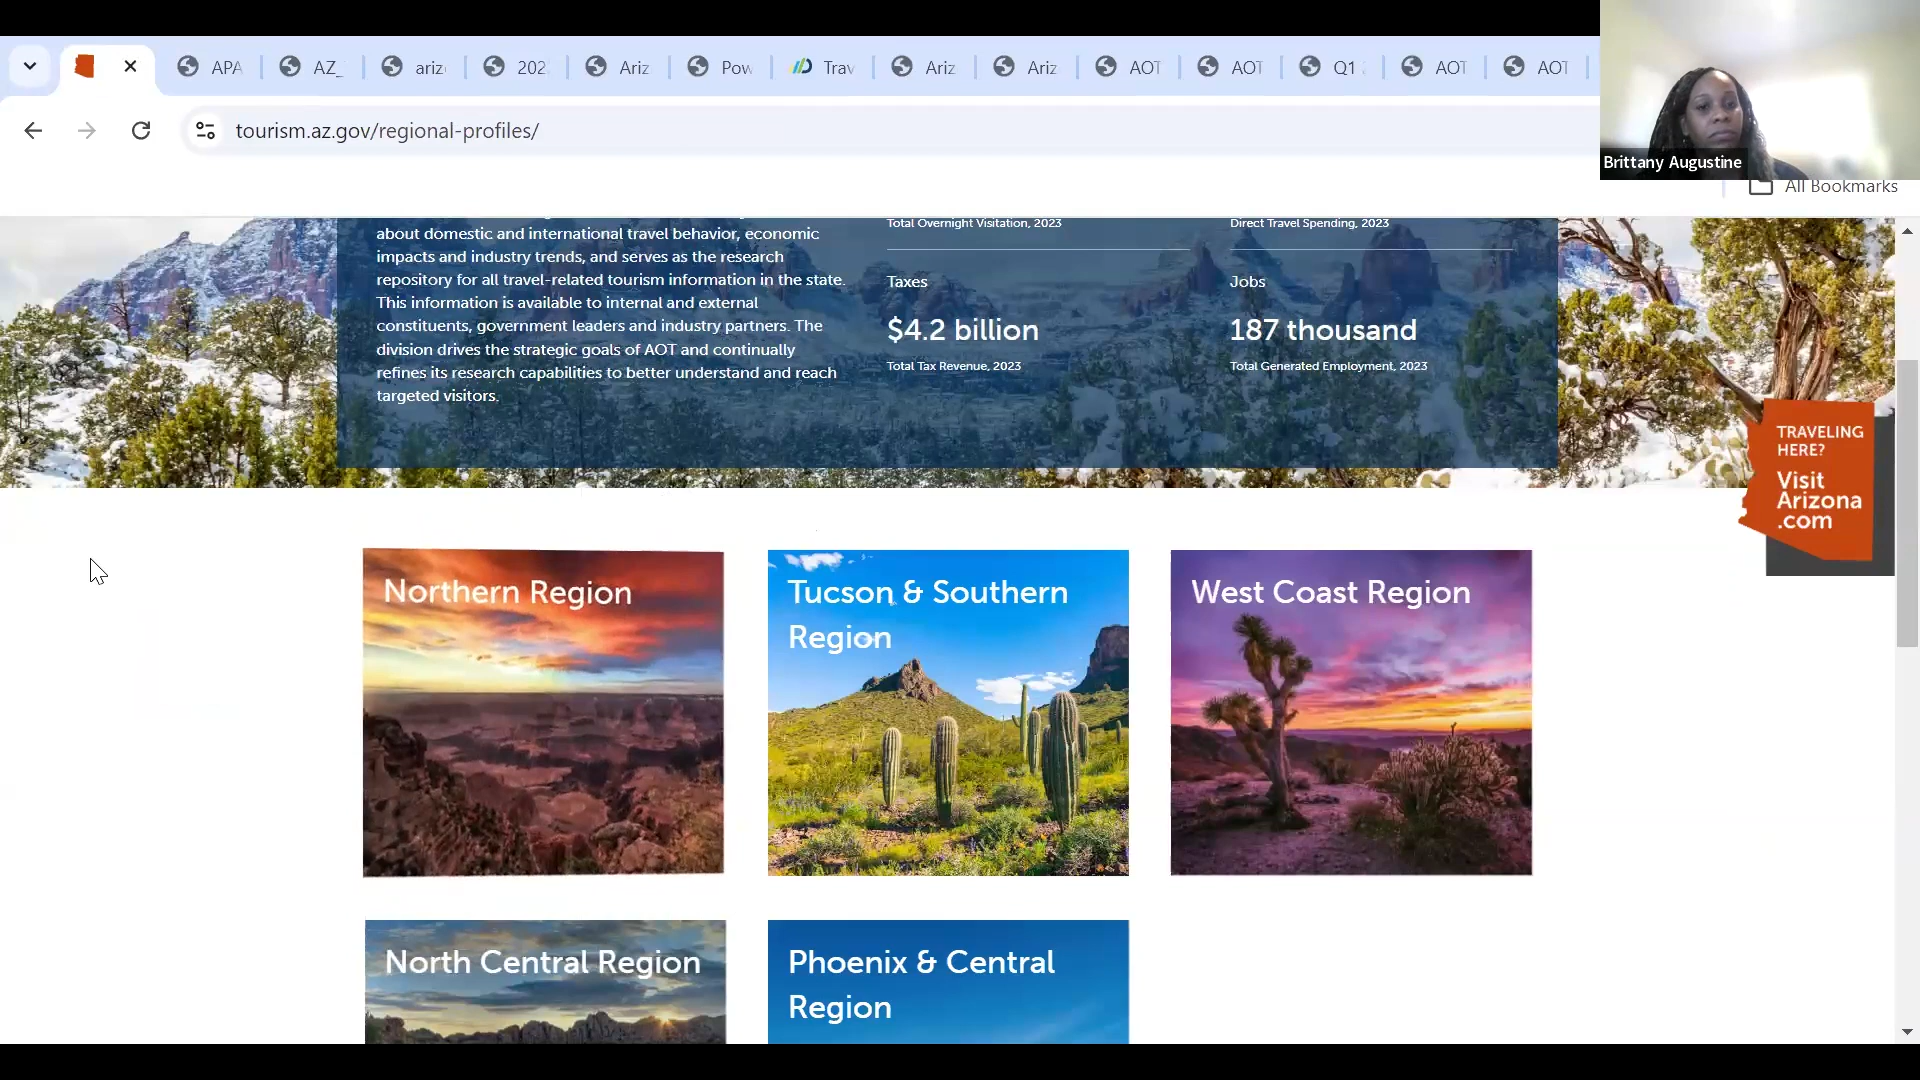 APA
AZ_
ariz
202
Ariz
Pow
Trav
Ariz
Ariz
AOT
AOT
Q1
AOT
AOT
tourism.az.gov/regional-profiles/
Brittany Augustine
All Bookmarks
about domestic and international travel behavior, economic
impacts and industry trends, and serves as the research
repository for all travel-related tourism information in the state.
This information is available to internal and external
constituents, government leaders and industry partners. The
division drives the strategic goals of AOT and continually
refines its research capabilities to better understand and reach
targeted visitors.
Total Overnight Visitation, 2023
Direct Travel Spending, 2023
Taxes
$4.2 billion
Total Tax Revenue, 2023
Jobs
187 thousand
Total Generated Employment, 2023
TRAVELING
HERE?
Visit
Arizona
.com
Northern Region
Tucson & Southern
Region
West Coast Region
North Central Region
Phoenix & Central
Region